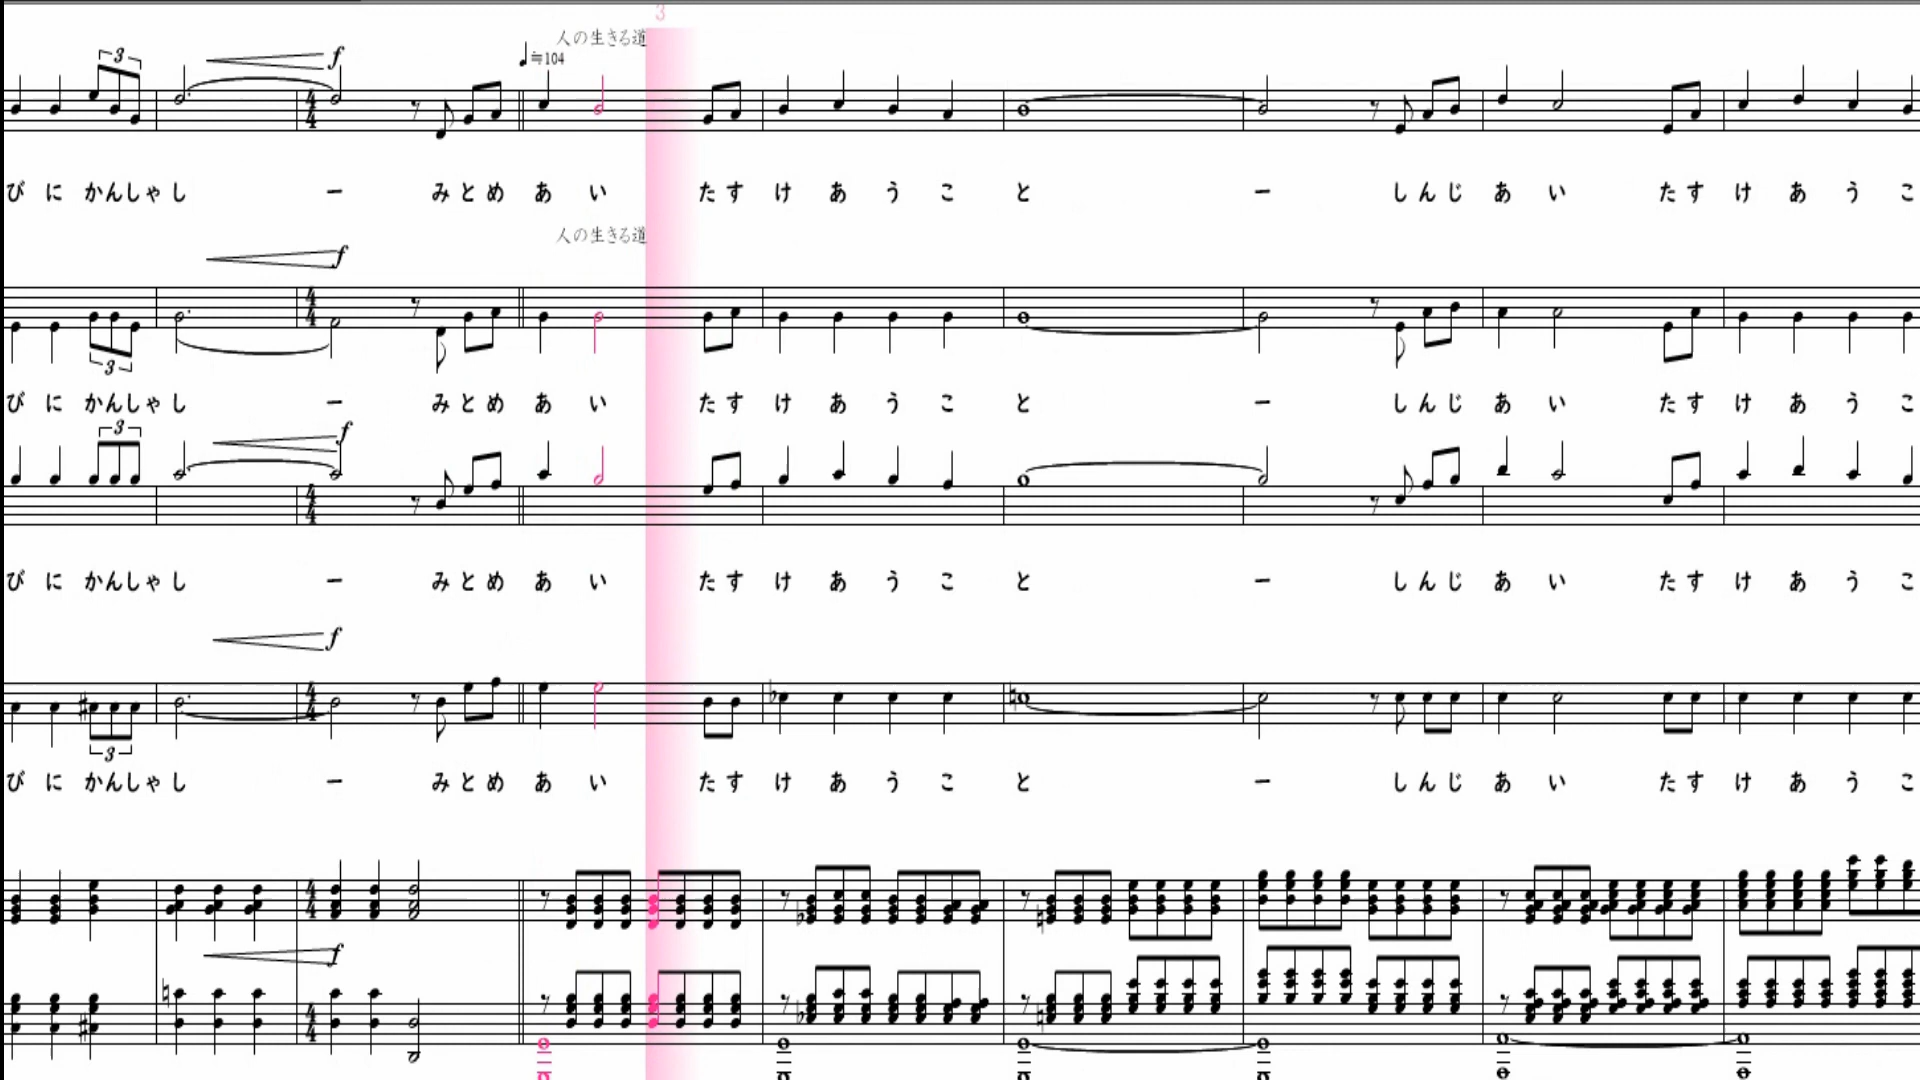 3
人の生きる道
3 f ♩≒104
びに かんしゃし ー みとめ あい たす け あ う こ と ー しんじ あい たす け あ う こ
人の生きる道
f
3
びに かんしゃし ー みとめ あい たす け あ う こ と ー しんじ あい たす け あ う こ
3 f
びに かんしゃし ー みとめ あい たす け あ う こ と ー しんじ あい たす け あ う こ
f
3
びに かんしゃし ー みとめ あい たす け あ う こ と ー しんじ あい たす け あ う こ
f